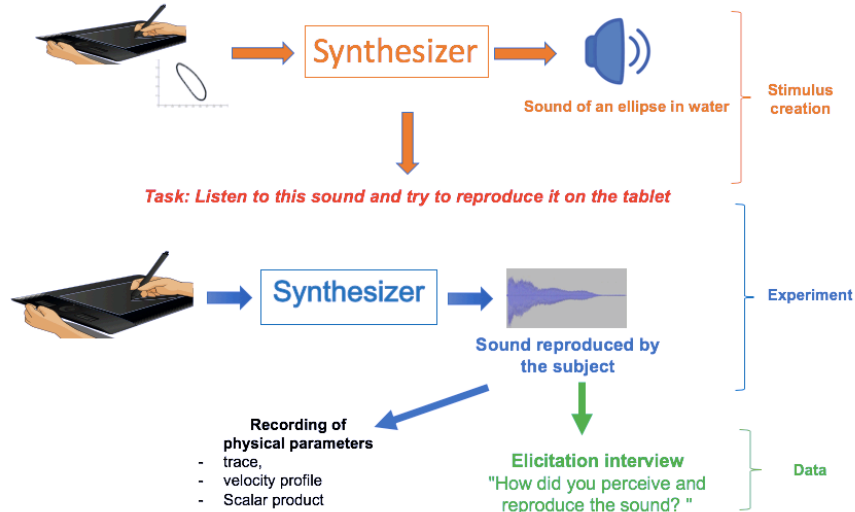 Synthesizer
Sound of an ellipse in water
Stimulus
creation
Task: Listen to this sound and try to reproduce it on the tablet
Synthesizer
Experiment
Sound reproduced by
the subject
Recording of
physical parameters
- trace,
- velocity profile
- Scalar product
Elicitation interview
"How did you perceive and
reproduce the sound? "
Data